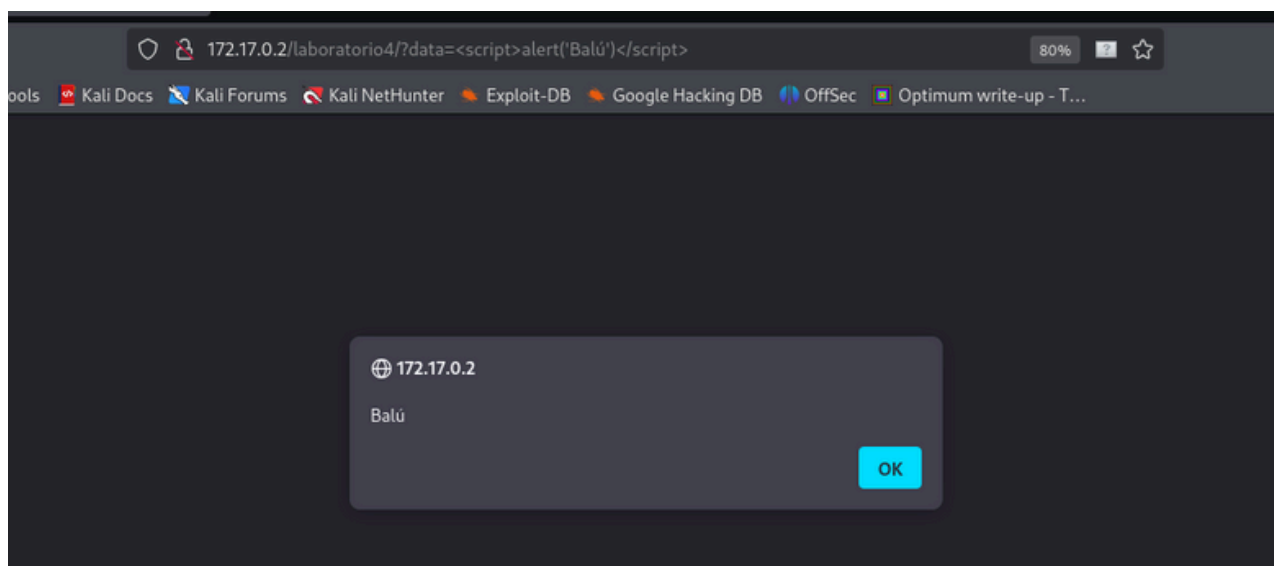 172.17.0.2/laboratorio4/?data=<script>alert('Balú')</script> 80%
ools Kali Docs Kali Forums Kali NetHunter Exploit-DB Google Hacking DB OffSec Optimum write-up - T...
172.17.0.2
Balú
OK